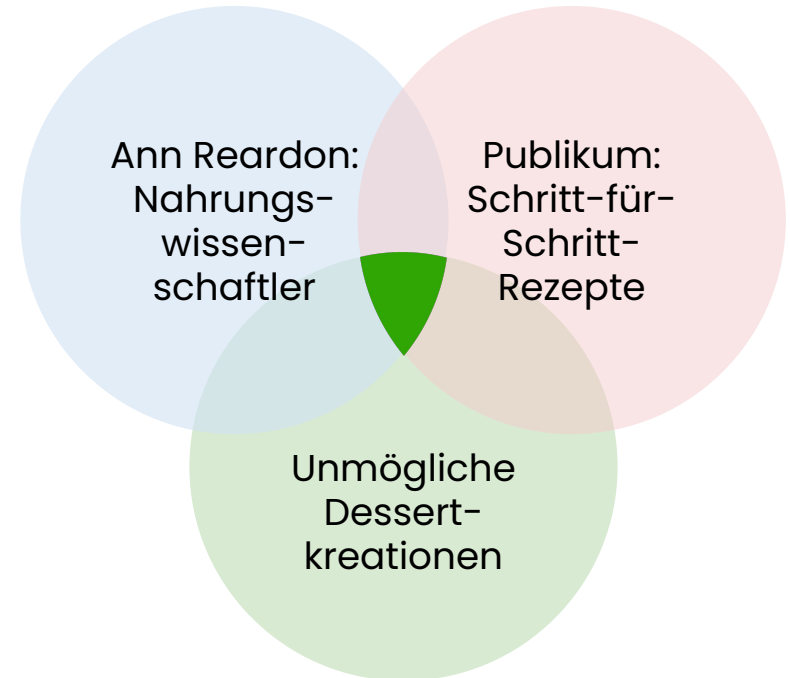 Ann Reardon:
Nahrungs-
wissen-
schaftler
Publikum:
Schritt-für-
Schritt-
Rezepte
Unmögliche
Dessert-
kreationen